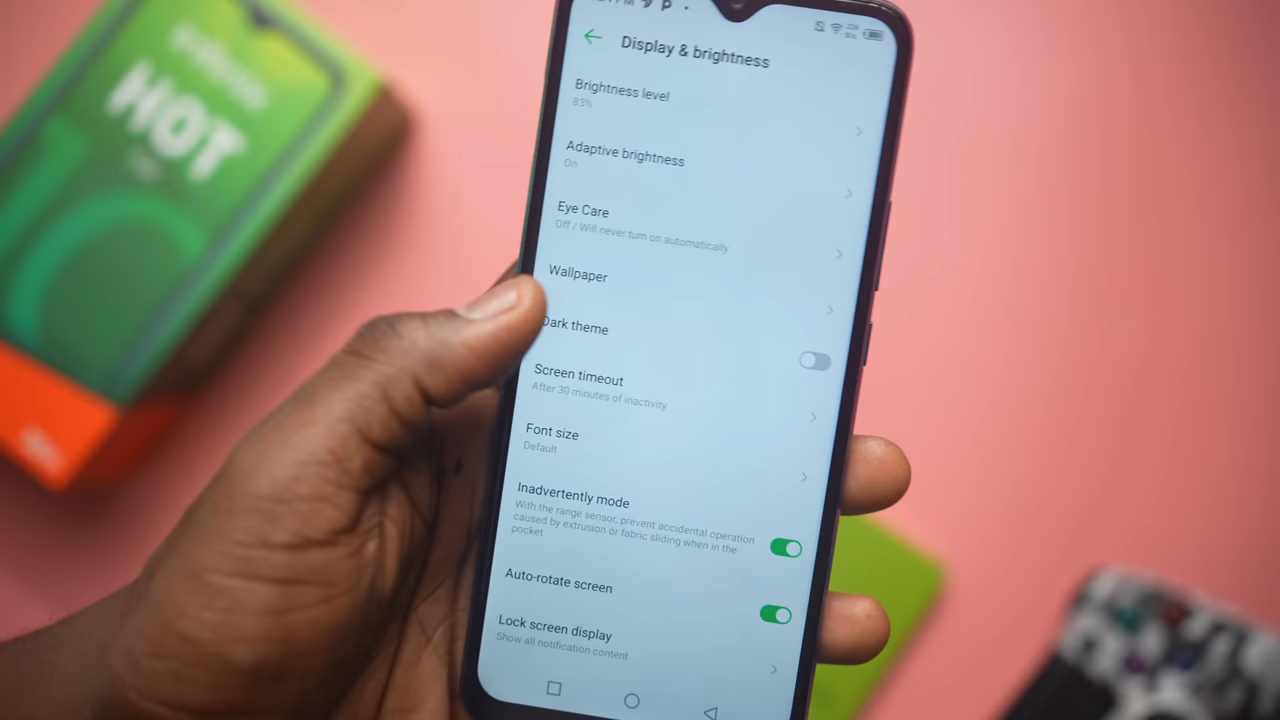 HOT
10
Display & brightness
Brightness level
83%
Adaptive brightness
On
Eye Care
Off / Will never turn on automatically
Wallpaper
Dark theme
Screen timeout
After 30 minutes of inactivity
Font size
Default
Inadvertently mode
With the range sensor, prevent accidental operation
caused by extrusion or fabric sliding when in the
pocket
Auto-rotate screen
Lock screen display
Show all notification content